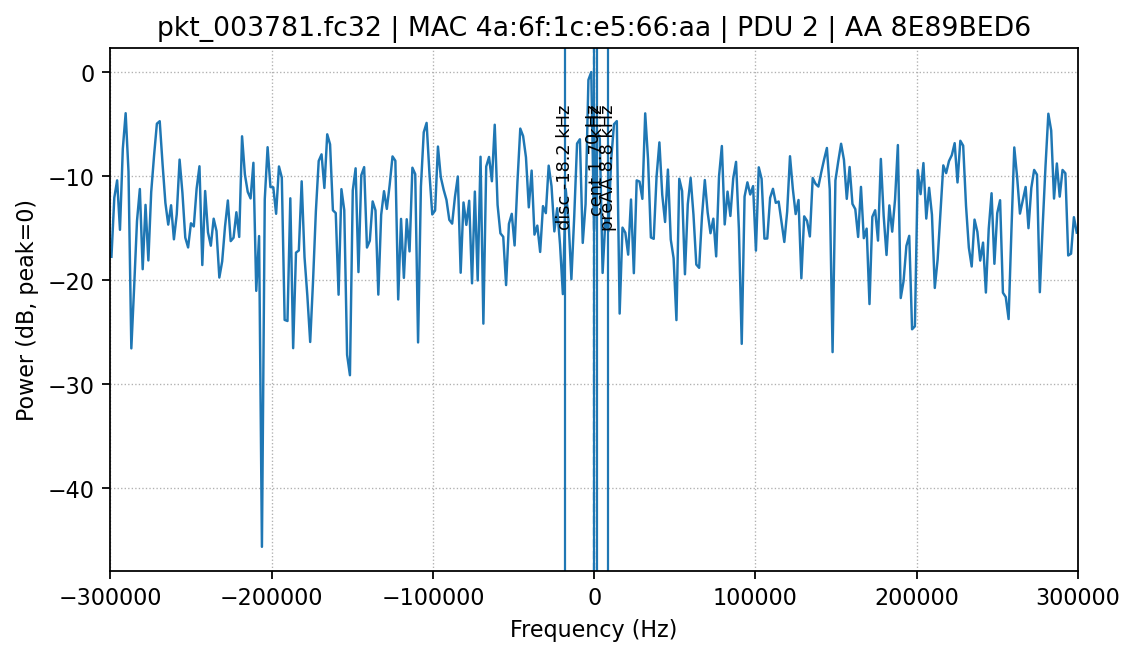 pkt_003781.fc32 | MAC 4a:6f:1c:e5:66:aa | PDU 2 | AA 8E89BED6
Power (dB, peak=0)
0
−10
−20
−30
−40
disc -18.2 kHz
preAA 8.8 kHz
−300000
−200000
−100000
0
100000
200000
300000
Frequency (Hz)